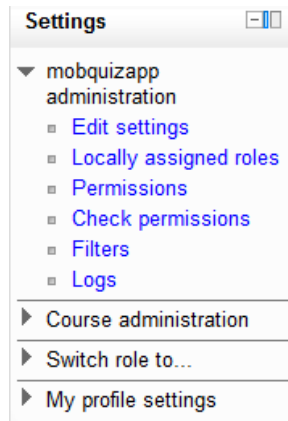 Settings
mobquizapp
administration
Edit settings
Locally assigned roles
Permissions
Check permissions
Filters
Logs
Course administration
Switch role to...
My profile settings